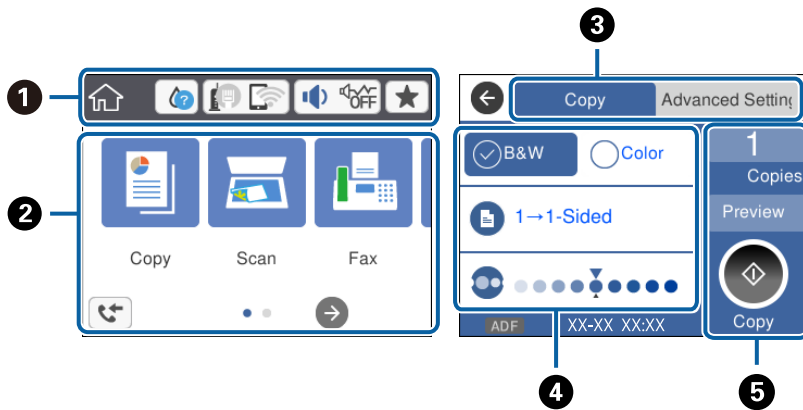 3
1
OFF
Copy
Advanced Setting
B&W
Color
1
Copies
2
1→1-Sided
Preview
Copy
Scan
Fax
ADF
XX-XX XX:XX
Copy
4
5